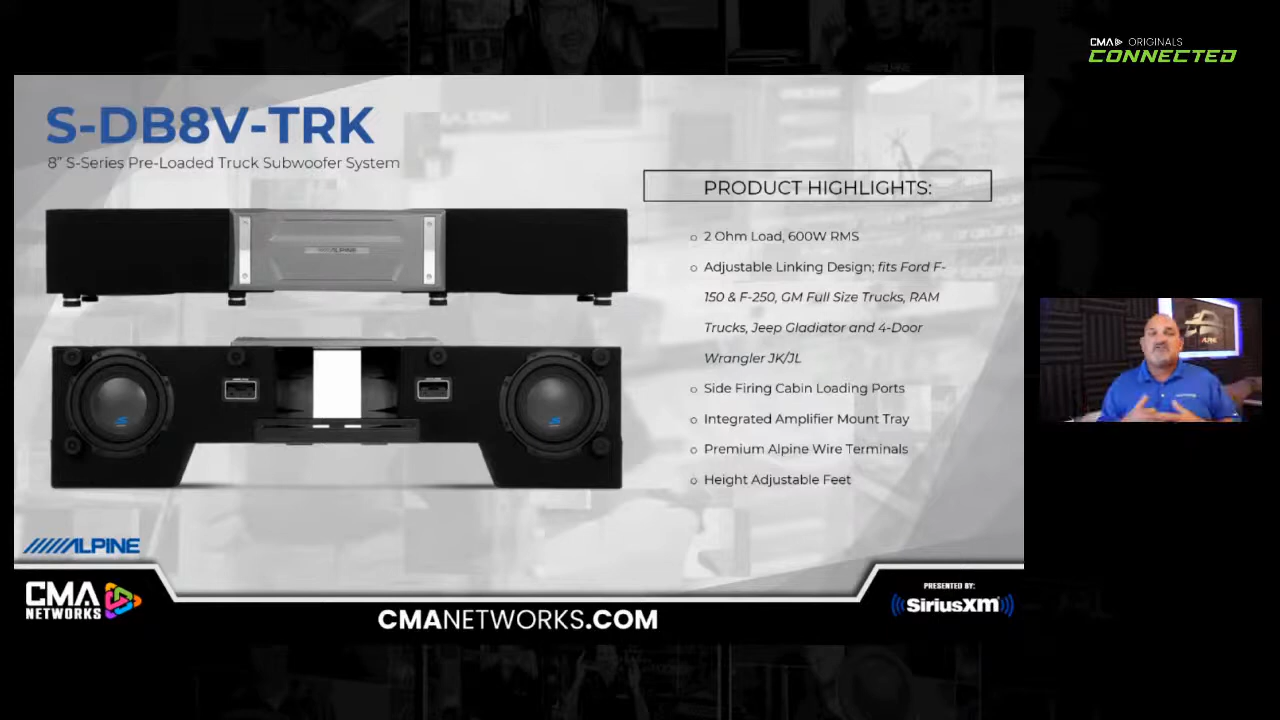 CMA ORIGINALS
CONNECTED
S-DB8V-TRK
8” S-Series Pre-Loaded Truck Subwoofer System
PRODUCT HIGHLIGHTS:
2 Ohm Load, 600W RMS
Adjustable Linking Design; fits Ford F-
150 & F-250, GM Full Size Trucks, RAM
Trucks, Jeep Gladiator and 4-Door
Wrangler JK/JL
Side Firing Cabin Loading Ports
Integrated Amplifier Mount Tray
Premium Alpine Wire Terminals
Height Adjustable Feet
ALPINE
ALPINE
CMA
NETWORKS
CMANETWORKS.COM
PRESENTED BY:
SiriusXM